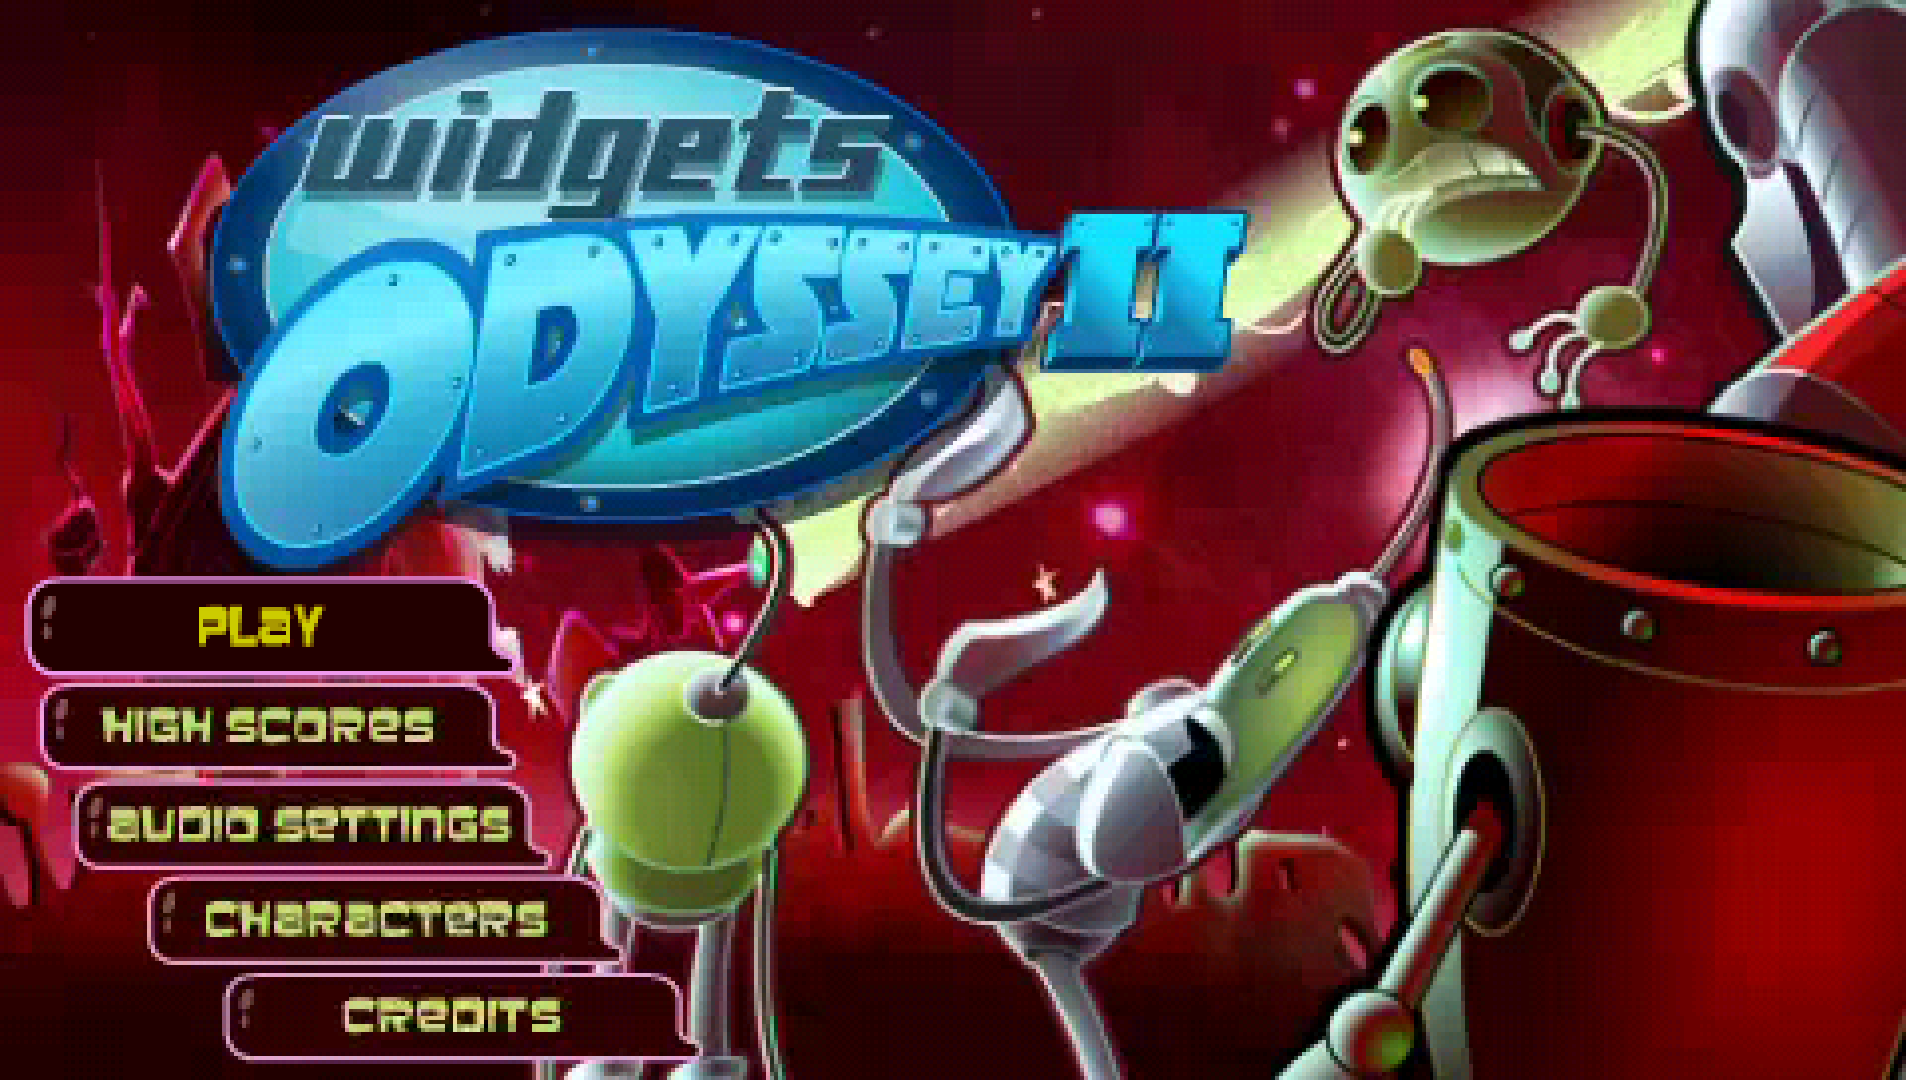 widgets
ODYSSEY II
PLAY
HIGH SCORES
AUDIO SETTINGS
CHARACTERS
CREDITS